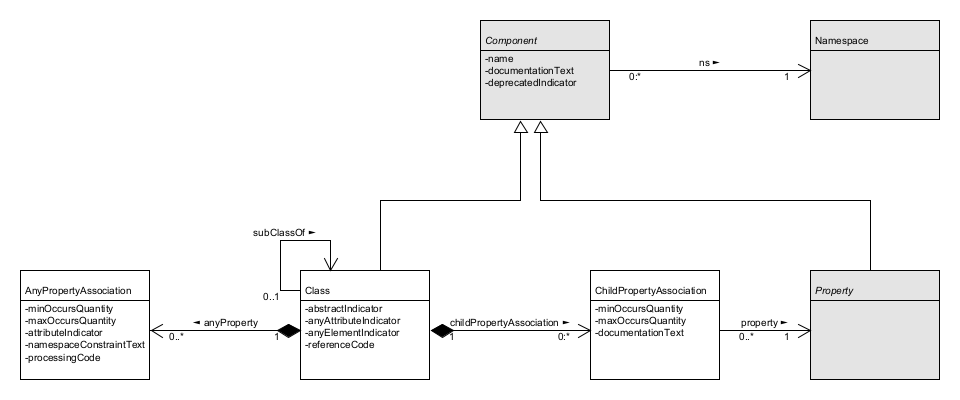 Component
-name
-documentationText
-deprecatedIndicator
ns ►
0:*
1
Namespace
subClassOf ►
0..1
AnyPropertyAssociation
-minOccursQuantity
-maxOccursQuantity
-attributeIndicator
-namespaceConstraintText
-processingCode
◄ anyProperty
0..*
1
Class
-abstractIndicator
-anyAttributeIndicator
-anyElementIndicator
-referenceCode
childPropertyAssociation ►
1
0:*
ChildPropertyAssociation
-minOccursQuantity
-maxOccursQuantity
-documentationText
property ►
0..*
1
Property